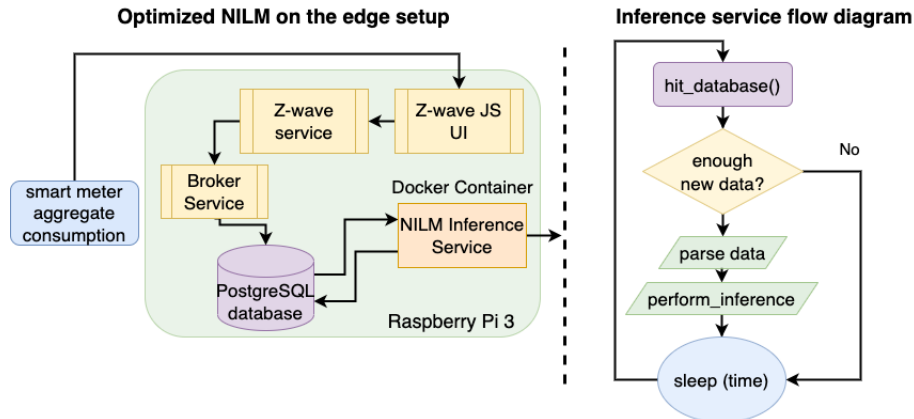 Optimized NILM on the edge setup
Z-wave
service
Z-wave JS
UI
smart meter
aggregate
consumption
Broker
Service
Docker Container
NILM Inference
Service
PostgreSQL
database
Raspberry Pi 3
Inference service flow diagram
hit_database()
enough
new data?
No
parse data
perform_inference
sleep (time)